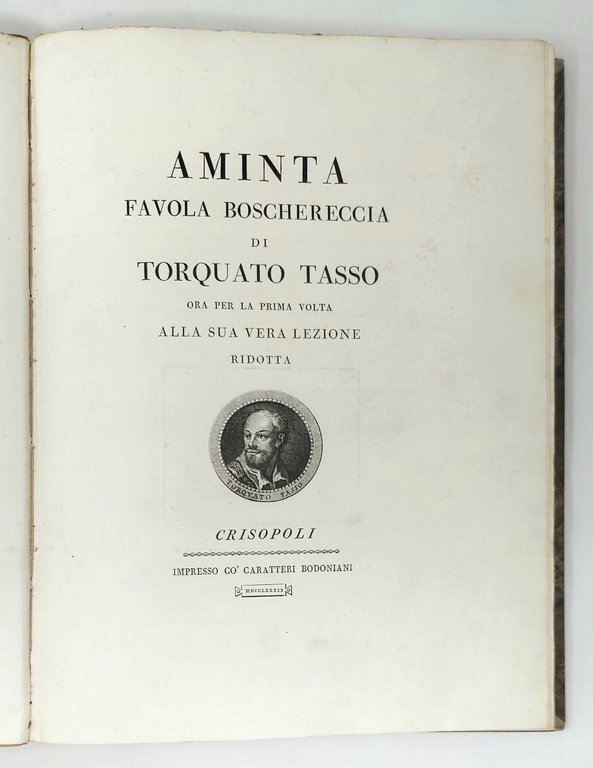 AMINTA
FAVOLA BOSCHERECCIA
DI
TORQUATO TASSO
ORA PER LA PRIMA VOLTA
ALLA SUA VERA LEZIONE
RIDOTTA
TORQVATO TASSO
CRISOPOLI
IMPRESSO CO' CARATTERI BODONIANI
MDCCLXXXIX